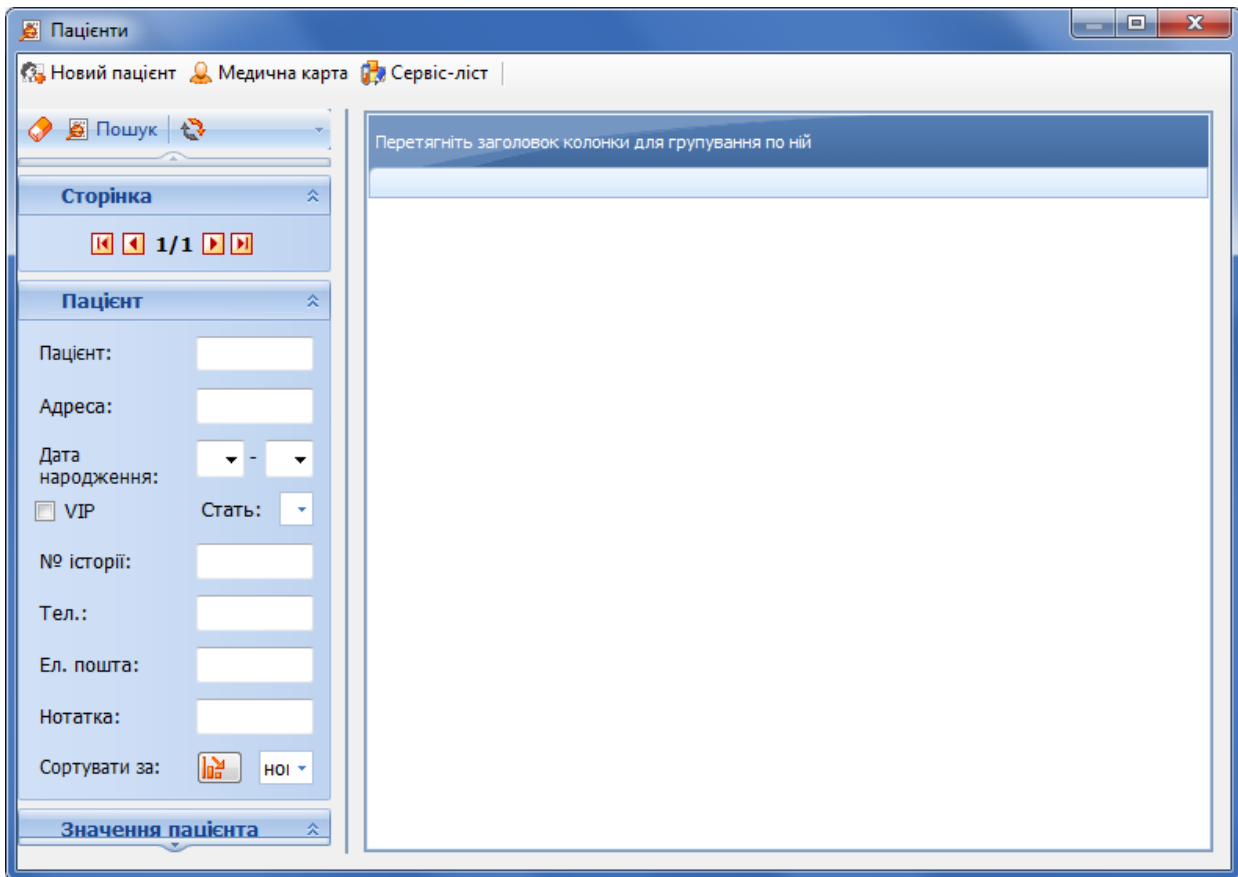 Пацієнти
Новий пацієнт Медична карта Сервіс-ліст
Пошук
Перетягніть заголовок колонки для групування по ній
Сторінка
1/1
Пацієнт
Пацієнт:
Адреса:
Дата
народження:
-
VIP Стать:
№ історії:
Тел.:
Ел. пошта:
Нотатка:
Сортувати за:
Значення пацієнта